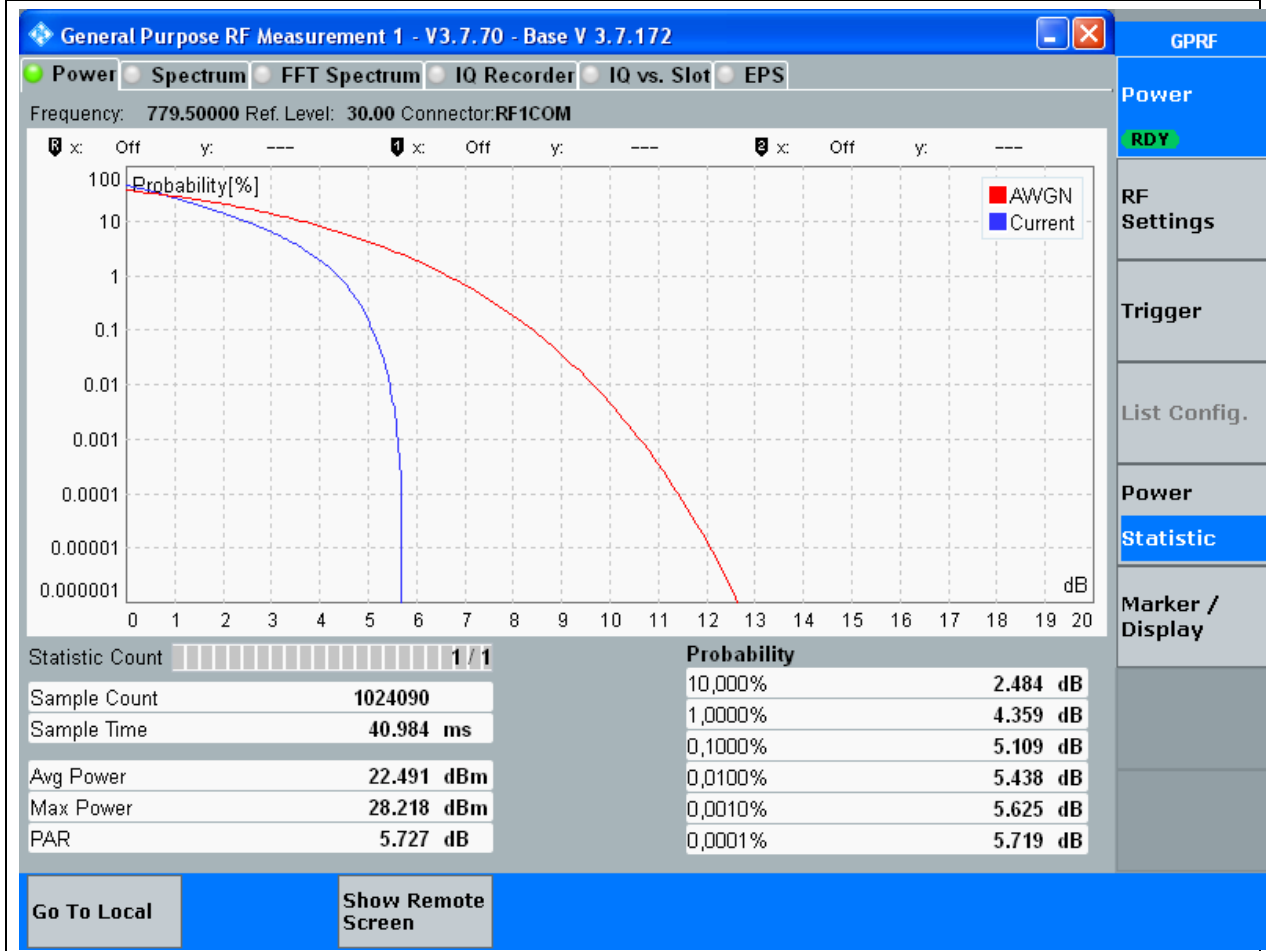 General Purpose RF Measurement 1 - V3.7.70 - Base V 3.7.172
Power Spectrum FFT Spectrum IQ Recorder IQ vs. Slot EPS
Frequency: 779.50000 Ref. Level: 30.00 Connector:RF1COM
R x: Off y: --- 1 x: Off y: --- 2 x: Off y: ---
Probability[%]
AWGN
Current
100
10
1
0.1
0.01
0.001
0.0001
0.00001
0.000001
dB
0 1 2 3 4 5 6 7 8 9 10 11 12 13 14 15 16 17 18 19 20
Statistic Count 1 / 1
Sample Count 1024090
Sample Time 40.984 ms
Avg Power 22.491 dBm
Max Power 28.218 dBm
PAR 5.727 dB
Probability
10,000% 2.484 dB
1,0000% 4.359 dB
0,1000% 5.109 dB
0,0100% 5.438 dB
0,0010% 5.625 dB
0,0001% 5.719 dB
GPRF
Power
RDY
RF
Settings
Trigger
List Config.
Power
Statistic
Marker /
Display
Go To Local
Show Remote
Screen